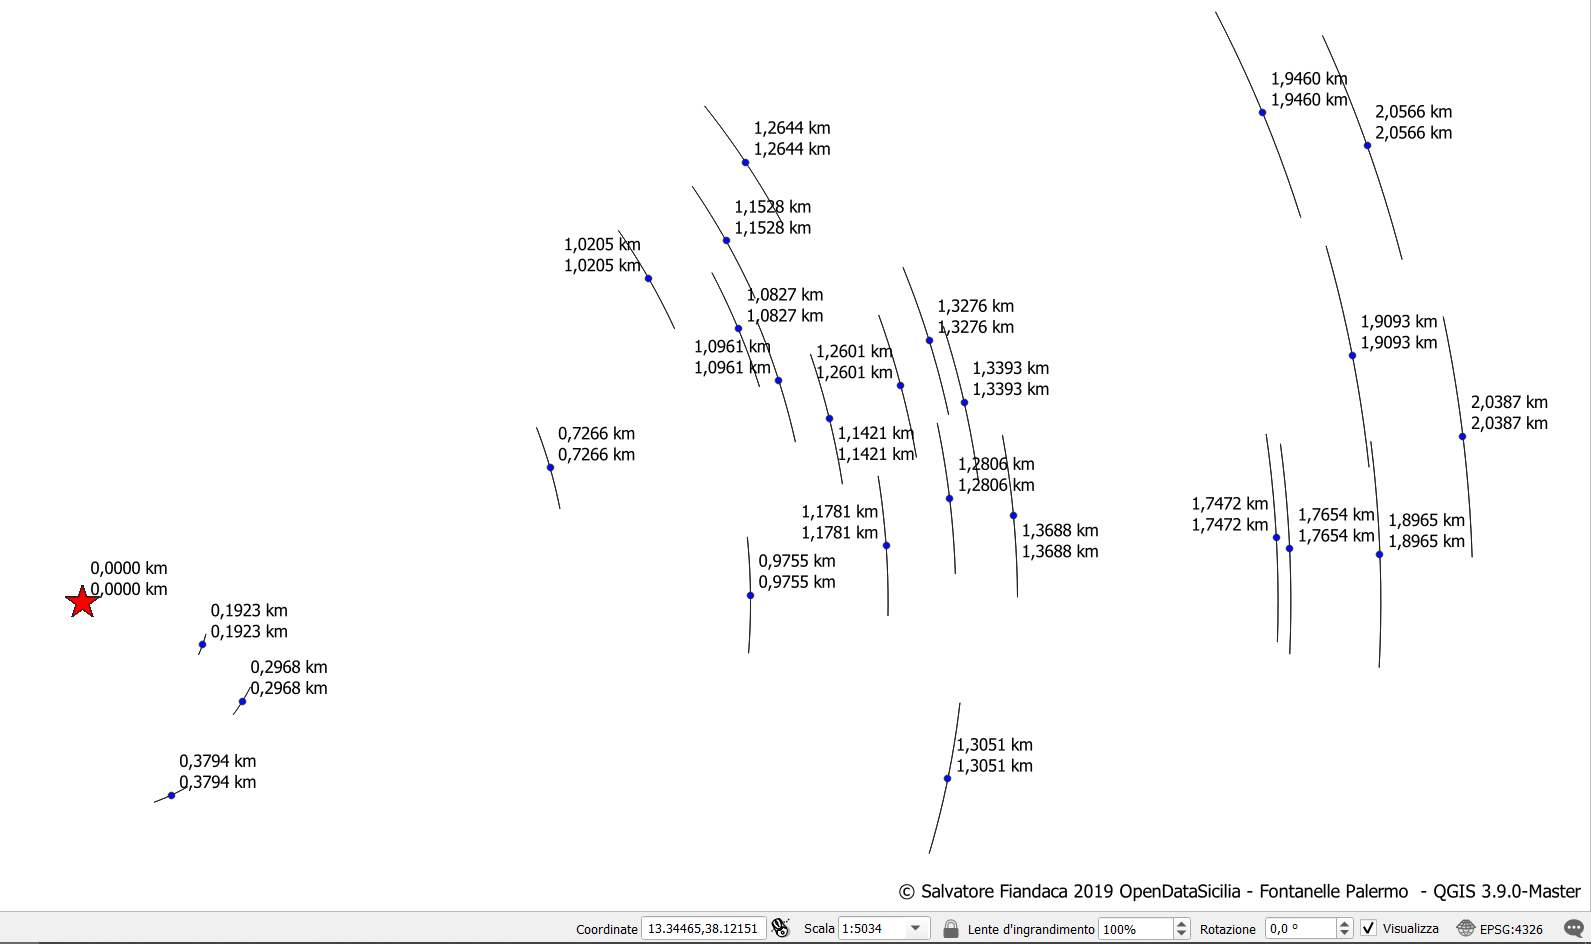 1,9460 km
1,9460 km
2,0566 km
2,0566 km
1,2644 km
1,2644 km
1,1528 km
1,1528 km
1,0205 km
1,0205 km
1,0827 km
1,0827 km
1,0961 km
1,0961 km
1,3276 km
1,3276 km
1,9093 km
1,9093 km
1,2601 km
1,2601 km
1,3393 km
1,3393 km
2,0387 km
2,0387 km
0,7266 km
0,7266 km
1,1421 km
1,1421 km
1,2806 km
1,2806 km
1,7472 km
1,7472 km
1,1781 km
1,1781 km
1,7654 km
1,7654 km
1,8965 km
1,8965 km
1,3688 km
1,3688 km
0,9755 km
0,9755 km
0,0000 km
0,0000 km
0,1923 km
0,1923 km
0,2968 km
0,2968 km
1,3051 km
1,3051 km
0,3794 km
0,3794 km
© Salvatore Fiandaca 2019 OpenDataSicilia - Fontanelle Palermo - QGIS 3.9.0-Master
Coordinate 13.34465,38.12151 Scala 1:5034 Lente d'ingrandimento 100% Rotazione 0,0 ° Visualizza EPSG:4326